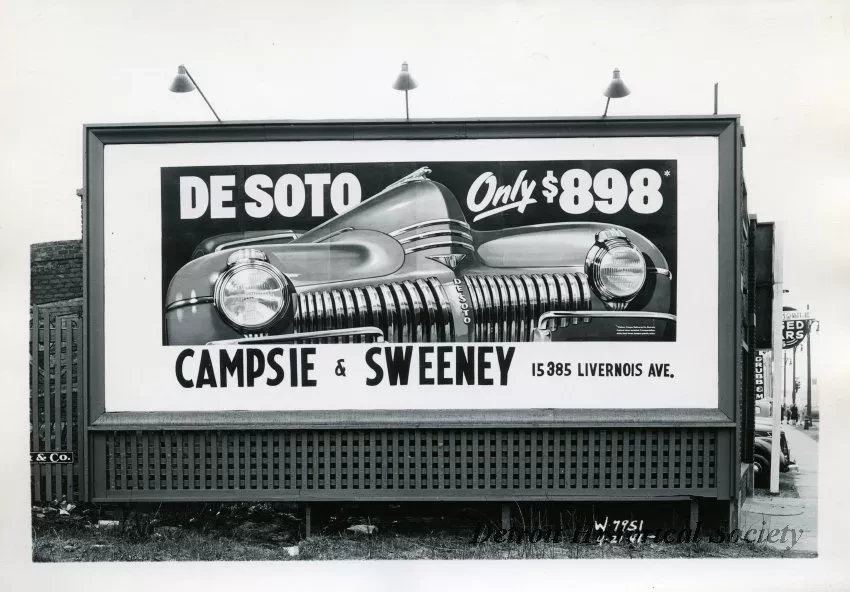 DE SOTO Only $898*
DE SOTO
CAMPSIE & SWEENEY 15385 LIVERNOIS AVE.
& Co.
W-7951
4-21-41
Detroit Historical Society